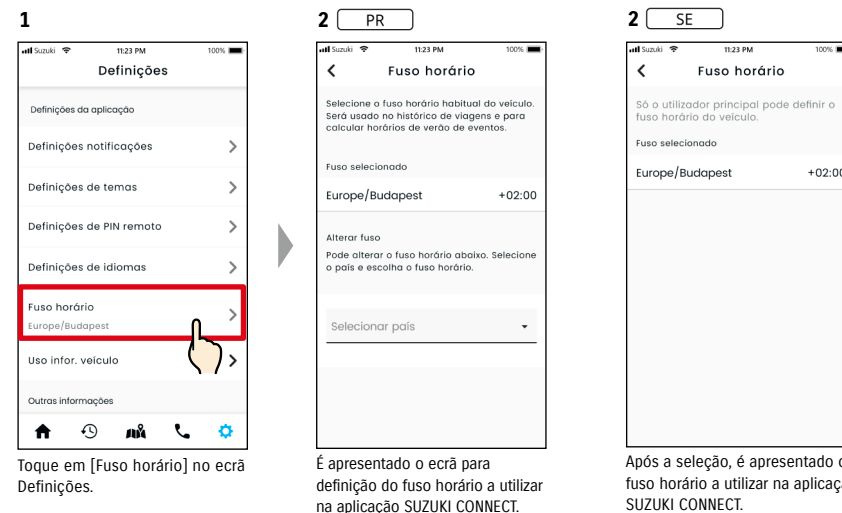 1
Suzuki 11:23 PM 100%
Definições
Definições da aplicação
Definições notificações
Definições de temas
Definições de PIN remoto
Definições de idiomas
Fuso horário
Europe/Budapest
Uso infor. veículo
Outras informações
Toque em [Fuso horário] no ecrã
Definições.
2 PR
Suzuki 11:23 PM 100%
Fuso horário
Selecione o fuso horário habitual do veículo.
Será usado no histórico de viagens e para
calcular horários de verão de eventos.
Fuso selecionado
Europe/Budapest +02:00
Alterar fuso
Pode alterar o fuso horário abaixo. Selecione
o país e escolha o fuso horário.
Selecionar país
É apresentado o ecrã para
definição do fuso horário a utilizar
na aplicação SUZUKI CONNECT.
2 SE
Suzuki 11:23 PM 100%
Fuso horário
Só o utilizador principal pode definir o
fuso horário do veículo.
Fuso selecionado
Europe/Budapest +02:00
Após a seleção, é apresentado
fuso horário a utilizar na
SUZUKI CONNECT.